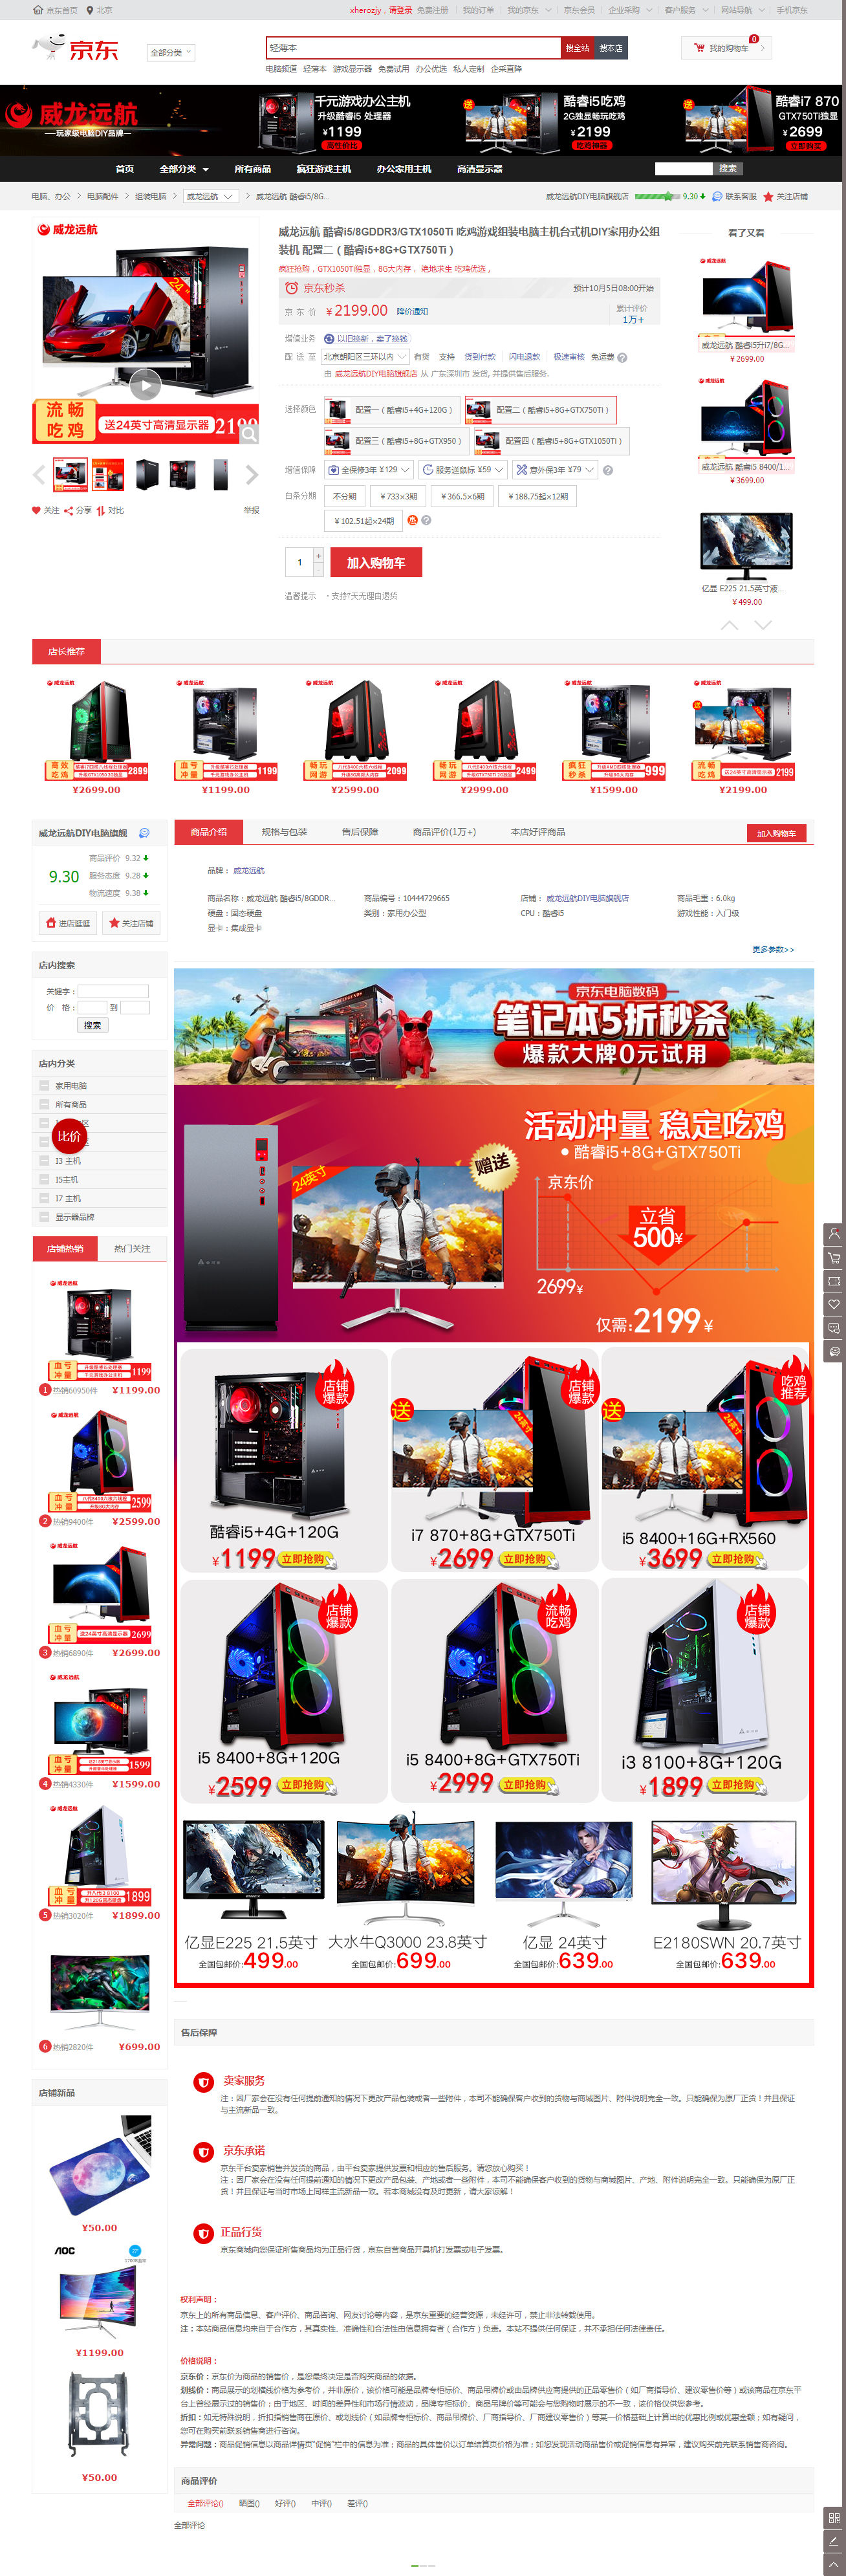 京东首页 北京
xherozjy，请登录 免费注册 我的订单 我的京东 京东会员 企业采购 客户服务 网站导航 手机京东
京东
全部分类
轻薄本
搜全站 搜本店
我的购物车 0
电脑频道 轻薄本 游戏显示器 免费试用 办公优选 私人定制 企采直降
威龙远航
玩家级电脑DIY品牌
千元游戏办公主机
升级酷睿i5 处理器
¥1199
高性价比
送
酷睿i5吃鸡
2G独显畅玩吃鸡
¥2199
吃鸡神器
送
酷睿i7 870
GTX750Ti独显
¥2699
立即购买
首页 全部分类 所有商品 疯狂游戏主机 办公家用主机 高清显示器 搜索
电脑、办公 > 电脑配件 > 组装电脑 > 威龙远航 > 威龙远航 酷睿i5/8G...
威龙远航DIY电脑旗舰店 9.30 联系客服 关注店铺
威龙远航
24
流畅吃鸡
送24英寸高清显示器 2199
关注 分享 对比 举报
威龙远航 酷睿i5/8GDDR3/GTX1050Ti 吃鸡游戏组装电脑主机台式机DIY家用办公组
装机 配置二（酷睿i5+8G+GTX750Ti）
疯狂抢购，GTX1050Ti独显，8G大内存， 绝地求生 吃鸡优选，
京东秒杀 预计10月5日08:00开始
京 东 价 ￥2199.00 降价通知 累计评价
1万+
增值业务 以旧换新，卖了换钱
配 送 至 北京朝阳区三环以内 有货 支持 货到付款 闪电退款 极速审核 免运费
由 威龙远航DIY电脑旗舰店 从 广东深圳市 发货, 并提供售后服务.
选择颜色 配置一（酷睿i5+4G+120G） 配置二（酷睿i5+8G+GTX750Ti）
配置三（酷睿i5+8G+GTX950） 配置四（酷睿i5+8G+GTX1050Ti）
增值保障 全保修3年 ¥129 服务送鼠标 ¥59 意外保3年 ¥79
白条分期 不分期 ￥733×3期 ￥366.5×6期 ￥188.75起×12期
￥102.51起×24期
1 + -
加入购物车
温馨提示 · 支持7天无理由退货
看了又看
威龙远航 酷睿i5升i7/8G...
￥2699.00
威龙远航 酷睿i5 8400/1...
￥3699.00
亿显 E225 21.5英寸液...
￥499.00
店长推荐
¥2699.00 ¥1199.00 ¥2599.00 ¥2999.00 ¥1599.00 ¥2199.00
威龙远航DIY电脑旗舰
9.30
商品评价 9.32
服务态度 9.28
物流速度 9.38
进店逛逛 关注店铺
店内搜索
关键字：
价　格： 到
搜索
店内分类
家用电脑
所有商品
区
比价
I3 主机
I5主机
I7 主机
显示器品牌
店铺热销 热门关注
1 热销60950件 ¥1199.00
2 热销9400件 ¥2599.00
3 热销6890件 ¥2699.00
4 热销4330件 ¥1599.00
5 热销3020件 ¥1899.00
6 热销2820件 ¥699.00
店铺新品
¥50.00
AOC
¥1199.00
¥50.00
商品介绍 规格与包装 售后保障 商品评价(1万+) 本店好评商品 加入购物车
品牌： 威龙远航
商品名称：威龙远航 酷睿i5/8GDDR... 商品编号：10444729665 店铺： 威龙远航DIY电脑旗舰店 商品毛重：6.0kg
硬盘：固态硬盘 类别：家用办公型 CPU：酷睿i5 游戏性能：入门级
显卡：集成显卡
更多参数>>
京东电脑数码
笔记本5折秒杀
爆款大牌0元试用
活动冲量 稳定吃鸡
● 酷睿i5+8G+GTX750Ti
24英寸
赠送
京东价
立省
500¥
2699¥
仅需:2199¥
店铺爆款
酷睿i5+4G+120G
¥1199 立即抢购
送
24英寸
店铺爆款
i7 870+8G+GTX750Ti
¥2699 立即抢购
送
24英寸
吃鸡推荐
i5 8400+16G+RX560
¥3699 立即抢购
店铺爆款
i5 8400+8G+120G
¥2599 立即抢购
流畅吃鸡
i5 8400+8G+GTX750Ti
¥2999 立即抢购
店铺爆款
i3 8100+8G+120G
¥1899 立即抢购
亿显E225 21.5英寸 大水牛Q3000 23.8英寸 亿显 24英寸 E2180SWN 20.7英寸
全国包邮价:499.00 全国包邮价:699.00 全国包邮价:639.00 全国包邮价:639.00
售后保障
卖家服务
注：因厂家会在没有任何提前通知的情况下更改产品包装或者一些附件，本司不能确保客户收到的货物与商城图片、附件说明完全一致。只能确保为原厂正货！并且保证
与主流新品一致。
京东承诺
京东平台卖家销售并发货的商品，由平台卖家提供发票和相应的售后服务。请您放心购买！
注：因厂家会在没有任何提前通知的情况下更改产品包装、产地或者一些附件，本司不能确保客户收到的货物与商城图片、产地、附件说明完全一致。只能确保为原厂正
货！并且保证与当时市场上同样主流新品一致。若本商城没有及时更新，请大家谅解！
正品行货
京东商城向您保证所售商品均为正品行货，京东自营商品开具机打发票或电子发票。
权利声明：
京东上的所有商品信息、客户评价、商品咨询、网友讨论等内容，是京东重要的经营资源，未经许可，禁止非法转载使用。
注：本站商品信息均来自于合作方，其真实性、准确性和合法性由信息拥有者（合作方）负责。本站不提供任何保证，并不承担任何法律责任。
价格说明：
京东价：京东价为商品的销售价，是您最终决定是否购买商品的依据。
划线价：商品展示的划横线价格为参考价，并非原价，该价格可能是品牌专柜标价、商品吊牌价或由品牌供应商提供的正品零售价（如厂商指导价、建议零售价等）或该商品在京东平
台上曾经展示过的销售价；由于地区、时间的差异性和市场行情波动，品牌专柜标价、商品吊牌价等可能会与您购物时展示的不一致，该价格仅供您参考。
折扣：如无特殊说明，折扣指销售商在原价、或划线价（如品牌专柜标价、商品吊牌价、厂商指导价、厂商建议零售价）等某一价格基础上计算出的优惠比例或优惠金额；如有疑问，
您可在购买前联系销售商进行咨询。
异常问题：商品促销信息以商品详情页“促销”栏中的信息为准；商品的具体售价以订单结算页价格为准；如您发现活动商品售价或促销信息有异常，建议购买前先联系销售商咨询。
商品评价
全部评论() 晒图() 好评() 中评() 差评()
全部评论